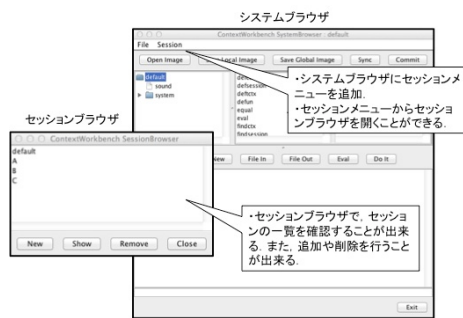 システムブラウザ
ContextWorkbench SystemBrowser : default
File Session
Open Image Local Image Save Global Image Sync Commit
default
sound
system
defsession
defctx
defun
equal
eval
findctx
findsession
・システムブラウザにセッションメ
ニューを追加.
・セッションメニューからセッショ
ンブラウザを開くことができる.
New File In File Out Eval Do It
セッションブラウザ
ContextWorkbench SessionBrowser
default
A
B
C
New Show Remove Close
・セッションブラウザで, セッショ
ンの一覧を確認することが出来
る. また, 追加や削除を行うこと
が出来る.
Exit